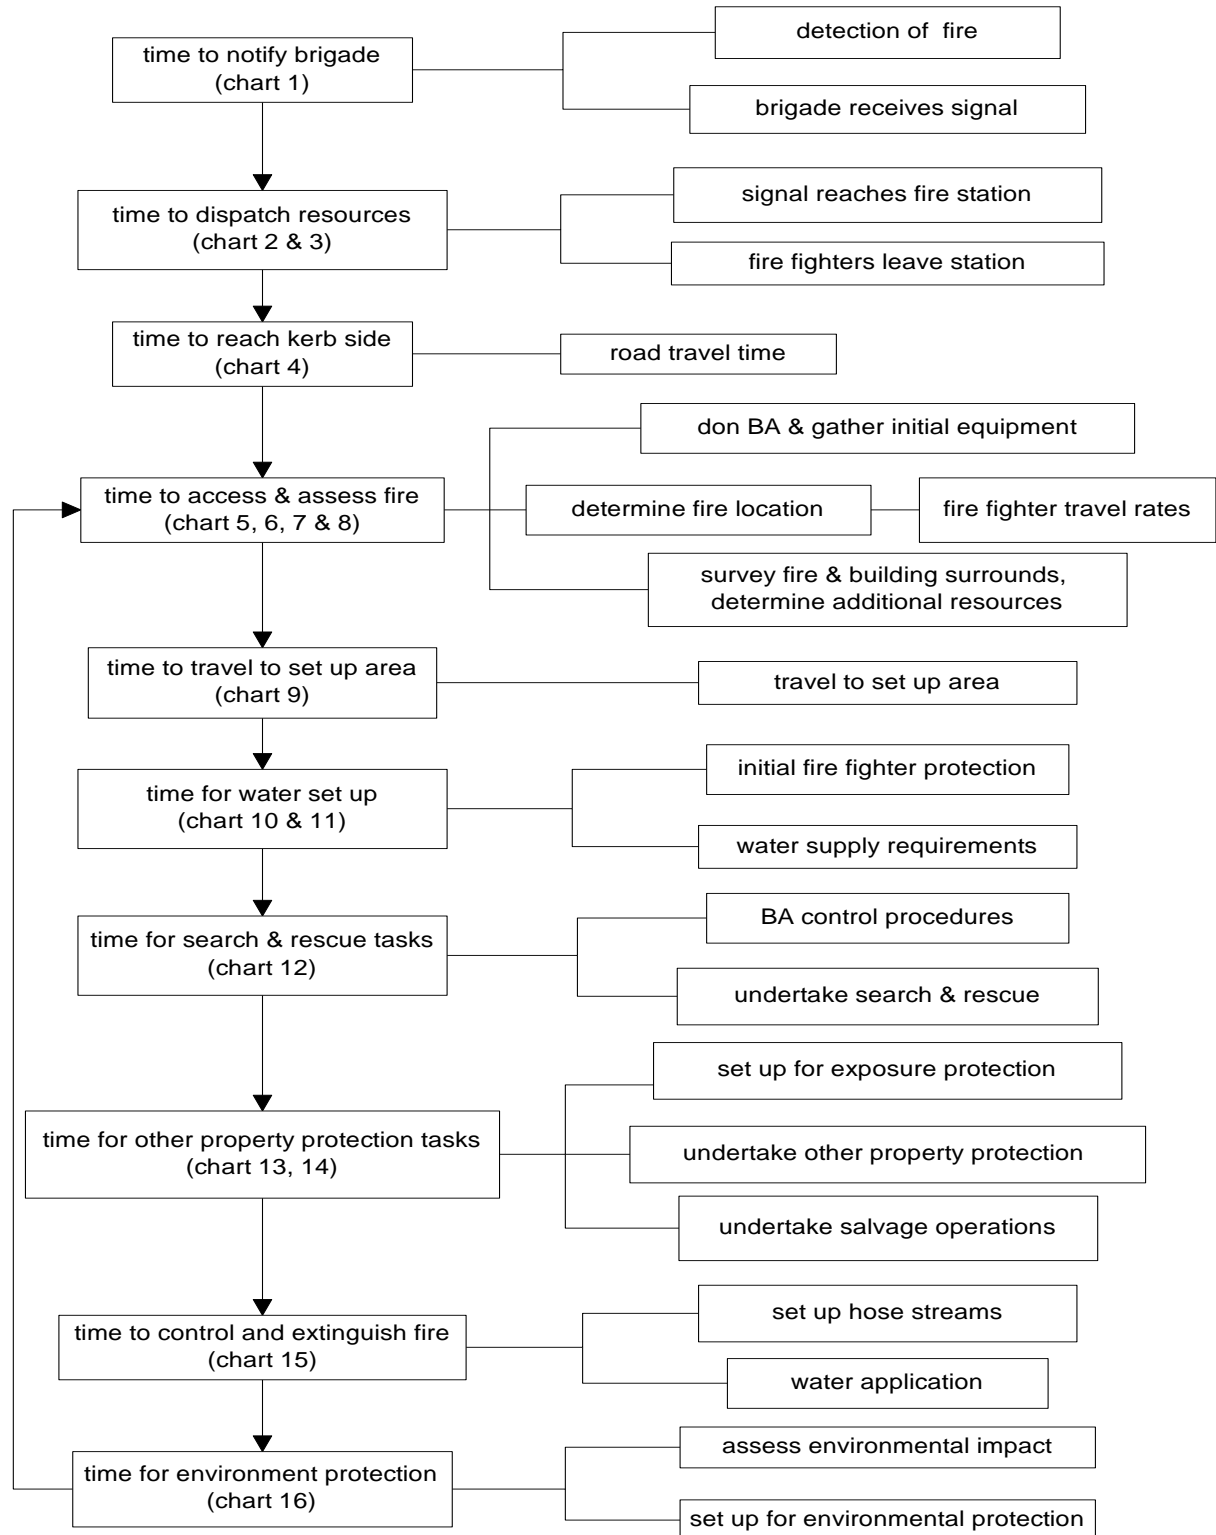 detection of fire
time to notify brigade
(chart 1)
brigade receives signal
signal reaches fire station
time to dispatch resources
(chart 2 & 3)
fire fighters leave station
time to reach kerb side
(chart 4)
road travel time
don BA & gather initial equipment
time to access & assess fire
(chart 5, 6, 7 & 8)
determine fire location
fire fighter travel rates
survey fire & building surrounds,
determine additional resources
time to travel to set up area
(chart 9)
travel to set up area
initial fire fighter protection
time for water set up
(chart 10 & 11)
water supply requirements
BA control procedures
time for search & rescue tasks
(chart 12)
undertake search & rescue
set up for exposure protection
time for other property protection tasks
(chart 13, 14)
undertake other property protection
undertake salvage operations
set up hose streams
time to control and extinguish fire
(chart 15)
water application
assess environmental impact
time for environment protection
(chart 16)
set up for environmental protection